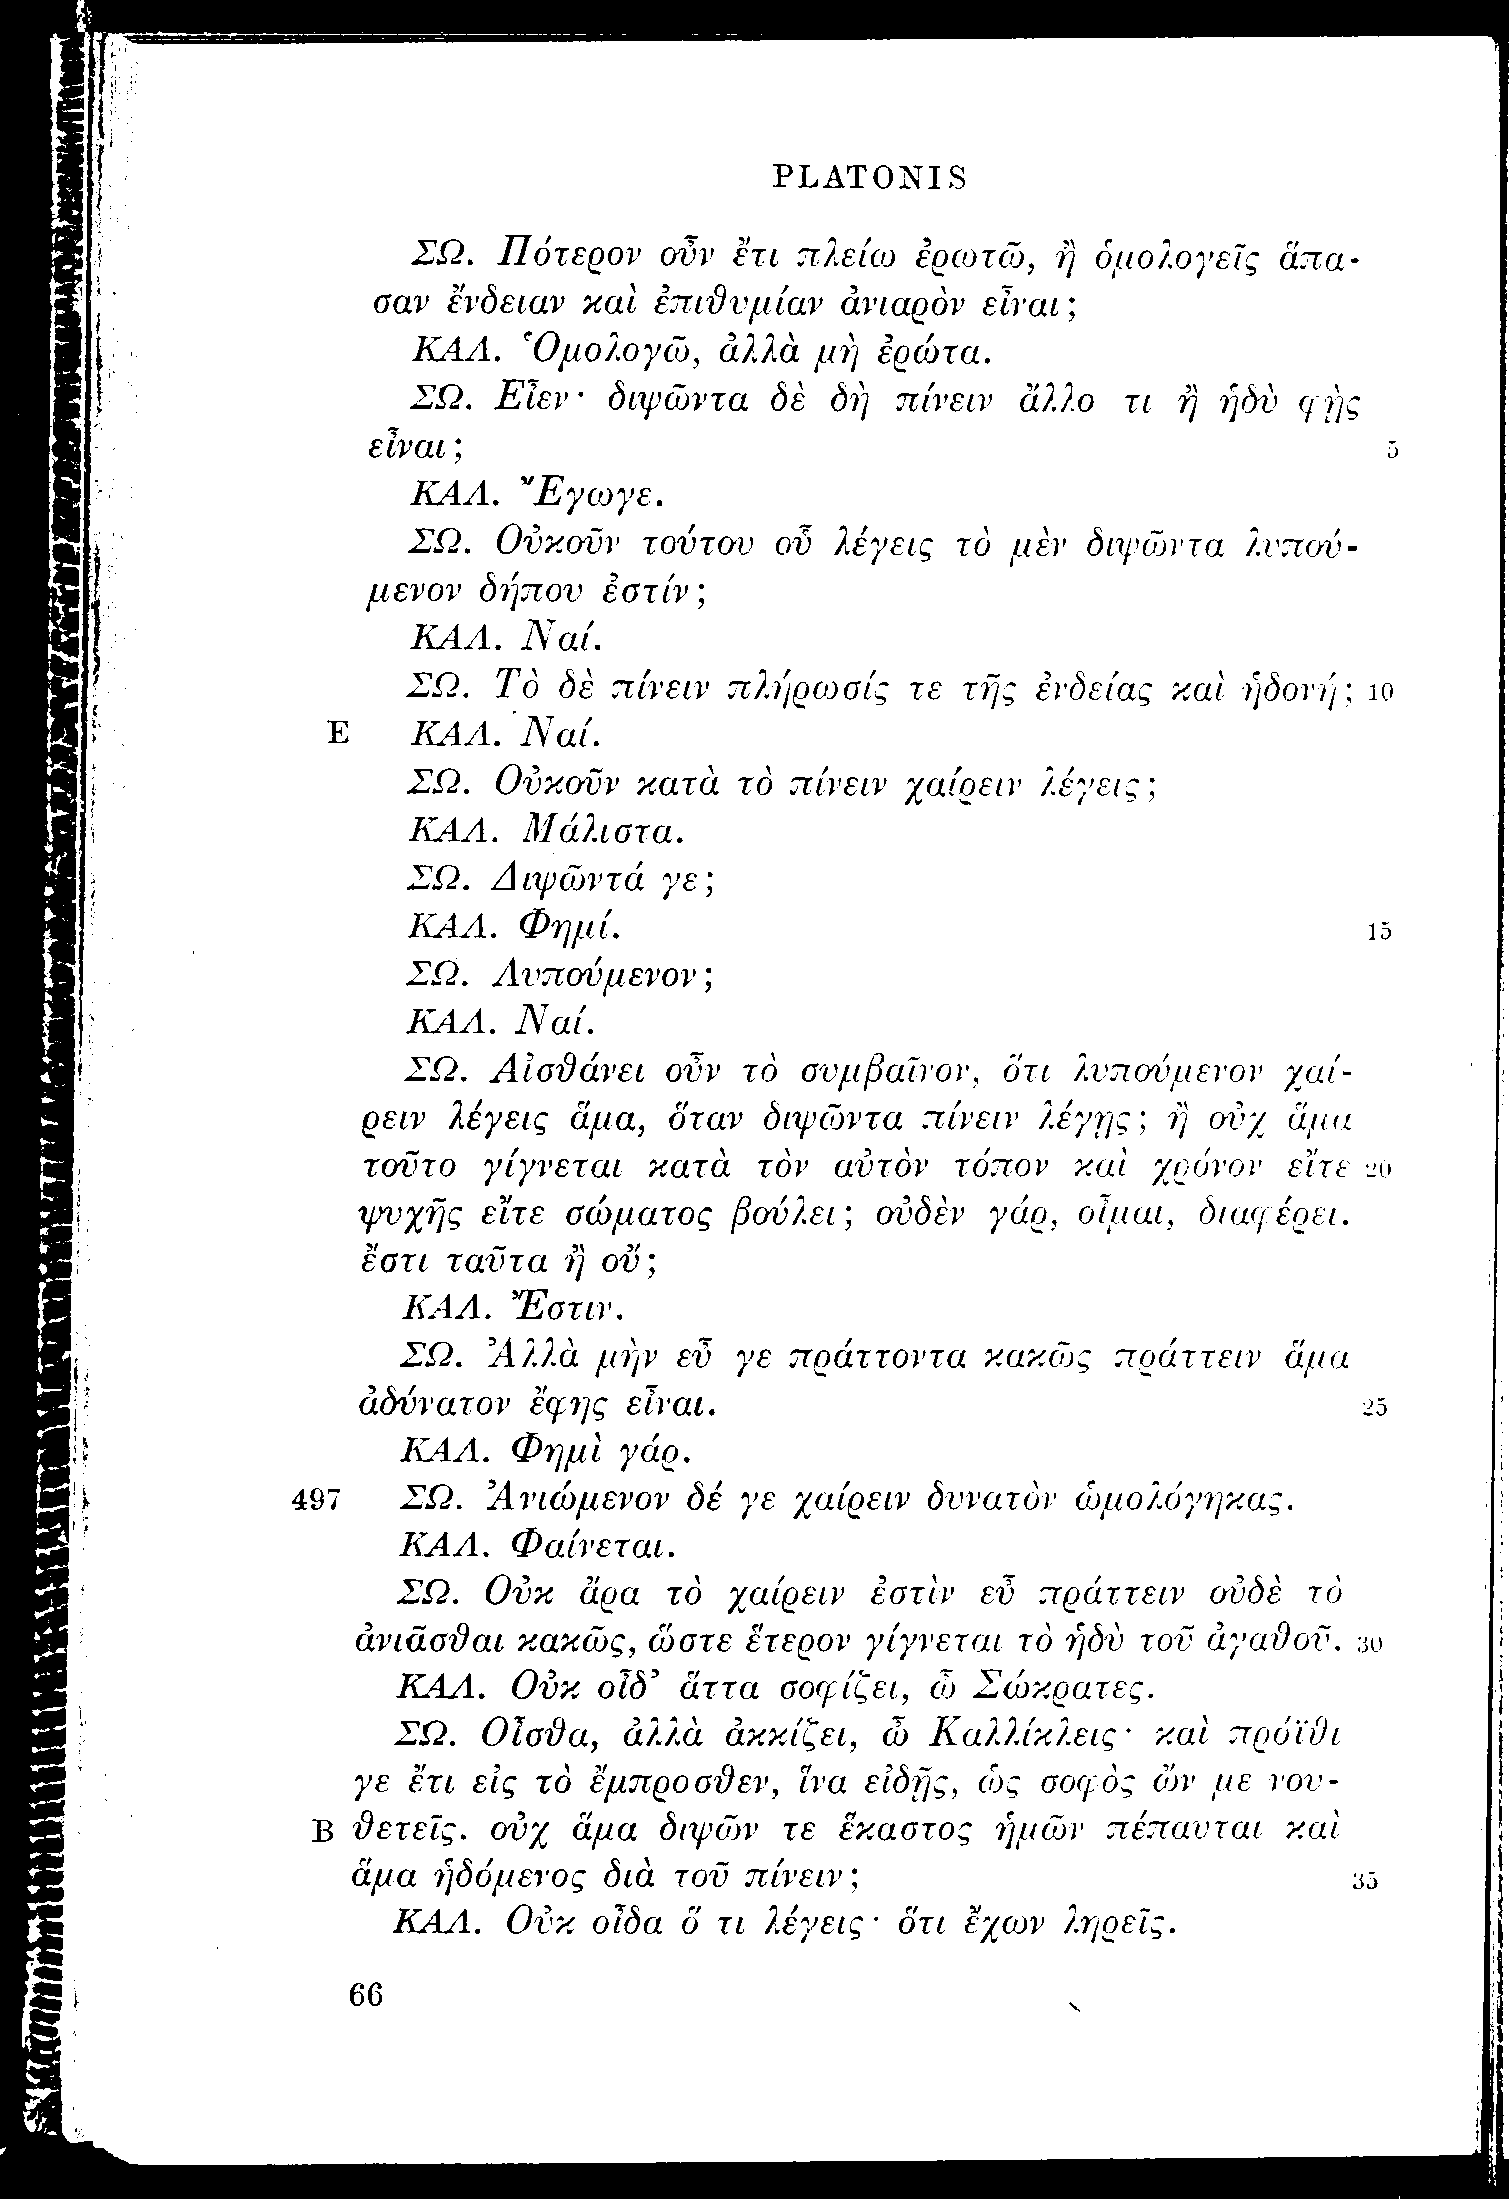 PLATONIS
ΣΩ. Πότερον οὖν ἔτι πλείω ἐρωτῶ, ἢ ὁμολογεῖς ἅπα-
σαν ἔνδειαν καὶ ἐπιθυμίαν ἀνιαρὸν εἶναι;
ΚΑΛ. Ὁμολογῶ, ἀλλὰ μὴ ἐρώτα.
ΣΩ. Εἶεν· διψῶντα δὲ δὴ πίνειν ἄλλο τι ἢ ἡδὺ φῂς
εἶναι; 5
ΚΑΛ. Ἔγωγε.
ΣΩ. Οὐκοῦν τούτου οὗ λέγεις τὸ μὲν διψῶντα λυπού-
μενον δήπου ἐστίν;
ΚΑΛ. Ναί.
ΣΩ. Τὸ δὲ πίνειν πλήρωσίς τε τῆς ἐνδείας καὶ ἡδονή; 10
E ΚΑΛ. Ναί.
ΣΩ. Οὐκοῦν κατὰ τὸ πίνειν χαίρειν λέγεις;
ΚΑΛ. Μάλιστα.
ΣΩ. Διψῶντά γε;
ΚΑΛ. Φημί. 15
ΣΩ. Λυπούμενον;
ΚΑΛ. Ναί.
ΣΩ. Αἰσθάνει οὖν τὸ συμβαῖνον, ὅτι λυπούμενον χαί-
ρειν λέγεις ἅμα, ὅταν διψῶντα πίνειν λέγῃς; ἢ οὐχ ἅμα
τοῦτο γίγνεται κατὰ τὸν αὐτὸν τόπον καὶ χρόνον εἴτε 20
ψυχῆς εἴτε σώματος βούλει; οὐδὲν γάρ, οἶμαι, διαφέρει.
ἔστι ταῦτα ἢ οὔ;
ΚΑΛ. Ἔστιν.
ΣΩ. Ἀλλὰ μὴν εὖ γε πράττοντα κακῶς πράττειν ἅμα
ἀδύνατον ἔφης εἶναι. 25
ΚΑΛ. Φημὶ γάρ.
497 ΣΩ. Ἀνιώμενον δέ γε χαίρειν δυνατὸν ὡμολόγηκας.
ΚΑΛ. Φαίνεται.
ΣΩ. Οὐκ ἄρα τὸ χαίρειν ἐστὶν εὖ πράττειν οὐδὲ τὸ
ἀνιᾶσθαι κακῶς, ὥστε ἕτερον γίγνεται τὸ ἡδὺ τοῦ ἀγαθοῦ. 30
ΚΑΛ. Οὐκ οἶδ’ ἅττα σοφίζει, ὦ Σώκρατες.
ΣΩ. Οἶσθα, ἀλλὰ ἀκκίζει, ὦ Καλλίκλεις· καὶ πρόϊθι
γε ἔτι εἰς τὸ ἔμπροσθεν, ἵνα εἰδῇς, ὡς σοφὸς ὤν με νου-
B θετεῖς. οὐχ ἅμα διψῶν τε ἕκαστος ἡμῶν πέπαυται καὶ
ἅμα ἡδόμενος διὰ τοῦ πίνειν; 35
ΚΑΛ. Οὐκ οἶδα ὅ τι λέγεις· ὅτι ἔχων ληρεῖς.
66